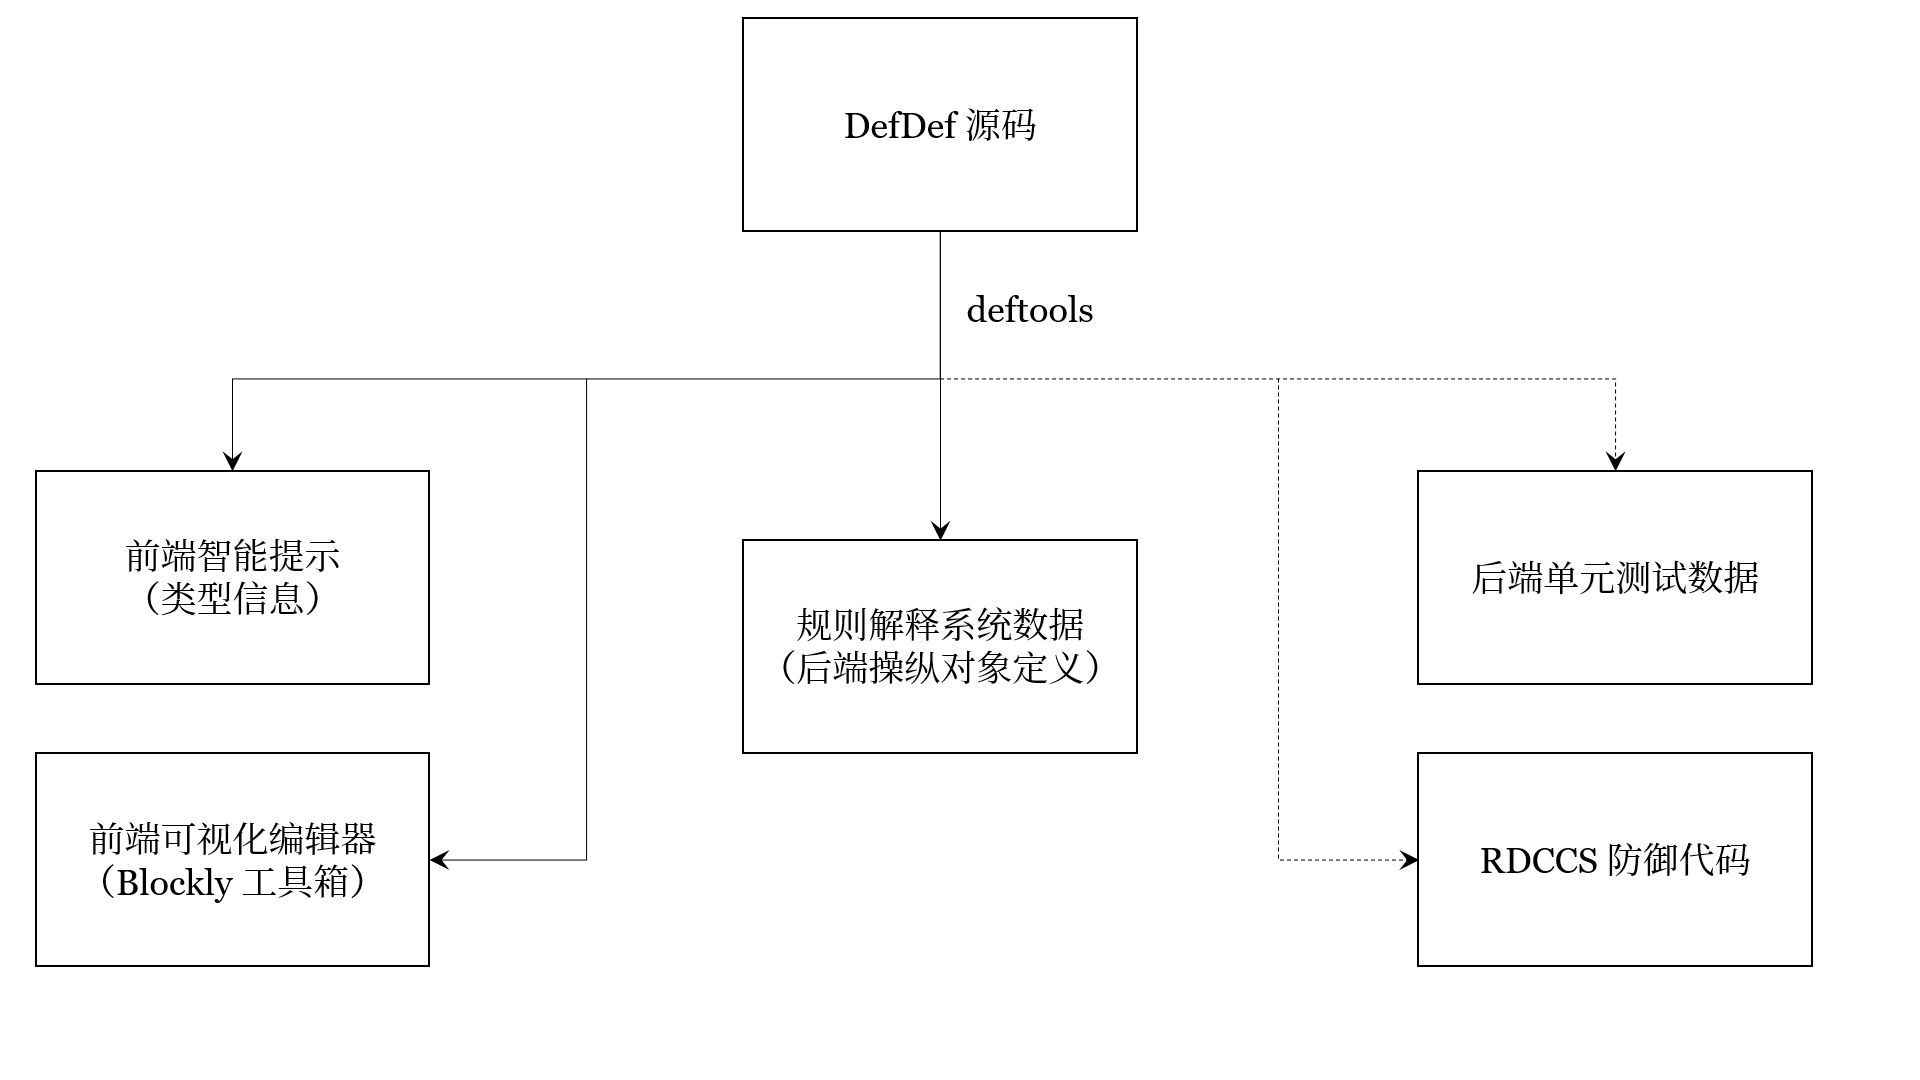 DefDef 源码
deftools
前端智能提示
（类型信息）
规则解释系统数据
（后端操纵对象定义）
后端单元测试数据
前端可视化编辑器
（Blockly 工具箱）
RDCCS 防御代码